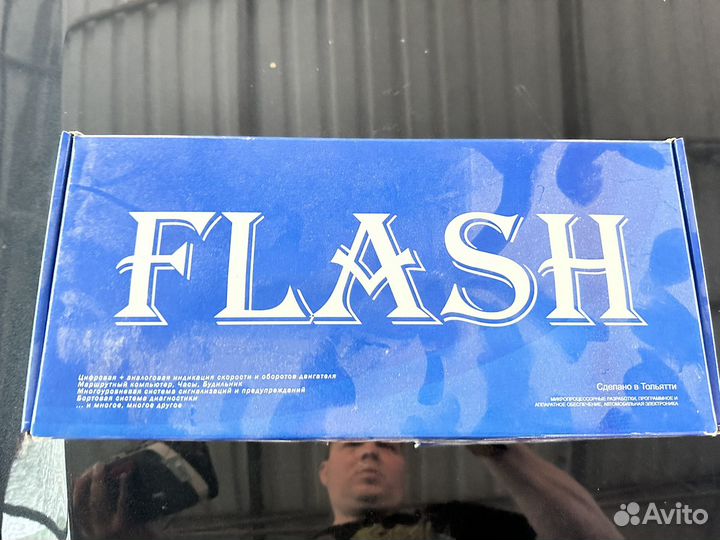 FLASH
Цифровая + аналоговая индикация скорости и оборотов двигателя
Маршрутный компьютер, Часы, Будильник
Многоуровневая система сигнализаций и предупреждений
Бортовая система диагностики
... и многое, многое другое
Сделано в Тольятти
МИКРОПРОЦЕССОРНЫЕ РАЗРАБОТКИ, ПРОГРАММНОЕ И
АППАРАТНОЕ ОБЕСПЕЧЕНИЕ, АВТОМОБИЛЬНАЯ ЭЛЕКТРОНИКА
Avito